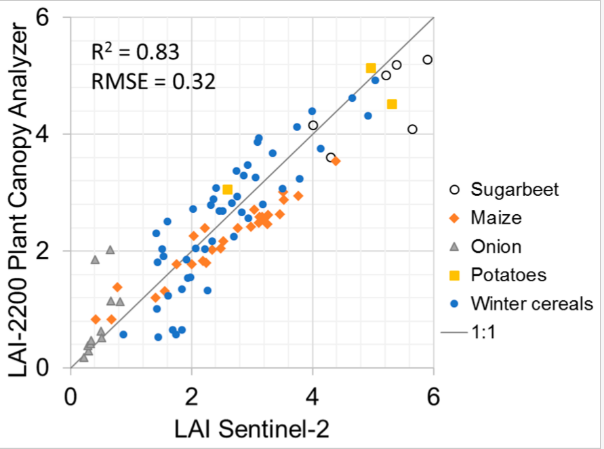 6
R² = 0.83
RMSE = 0.32
4
2
0
LAI-2200 Plant Canopy Analyzer
0 2 4 6
LAI Sentinel-2
Sugarbeet
Maize
Onion
Potatoes
Winter cereals
1:1